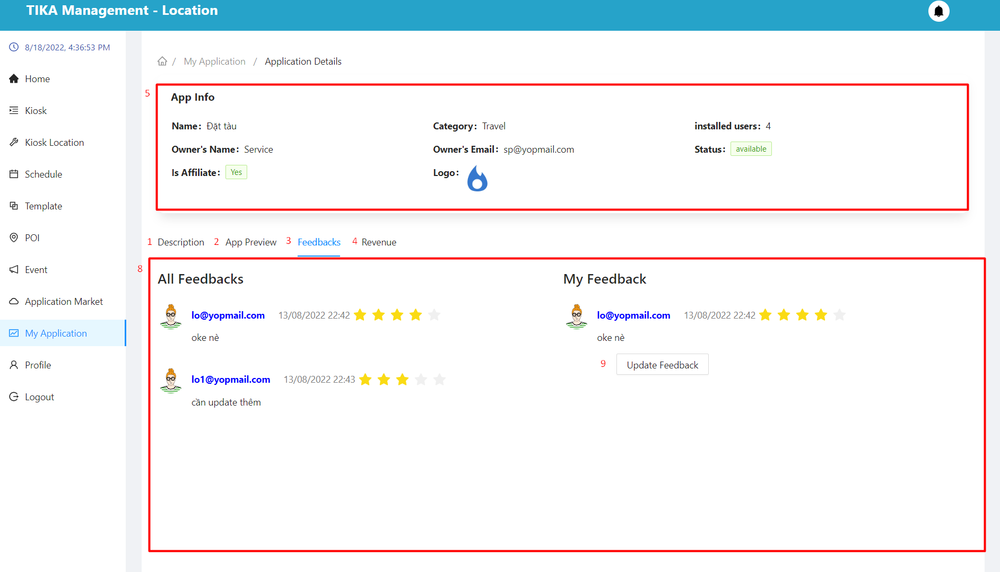 TIKA Management - Location
8/18/2022, 4:36:53 PM
Home
Kiosk
Kiosk Location
Schedule
Template
POI
Event
Application Market
My Application
Profile
Logout
/ My Application / Application Details
5
App Info
Name: Đặt tàu
Category: Travel
installed users: 4
Owner's Name: Service
Owner's Email: sp@yopmail.com
Status: available
Is Affiliate: Yes
Logo:
1 Description 2 App Preview 3 Feedbacks 4 Revenue
8
All Feedbacks
lo@yopmail.com 13/08/2022 22:42
oke nè
lo1@yopmail.com 13/08/2022 22:43
cần update thêm
My Feedback
lo@yopmail.com 13/08/2022 22:42
oke nè
9 Update Feedback